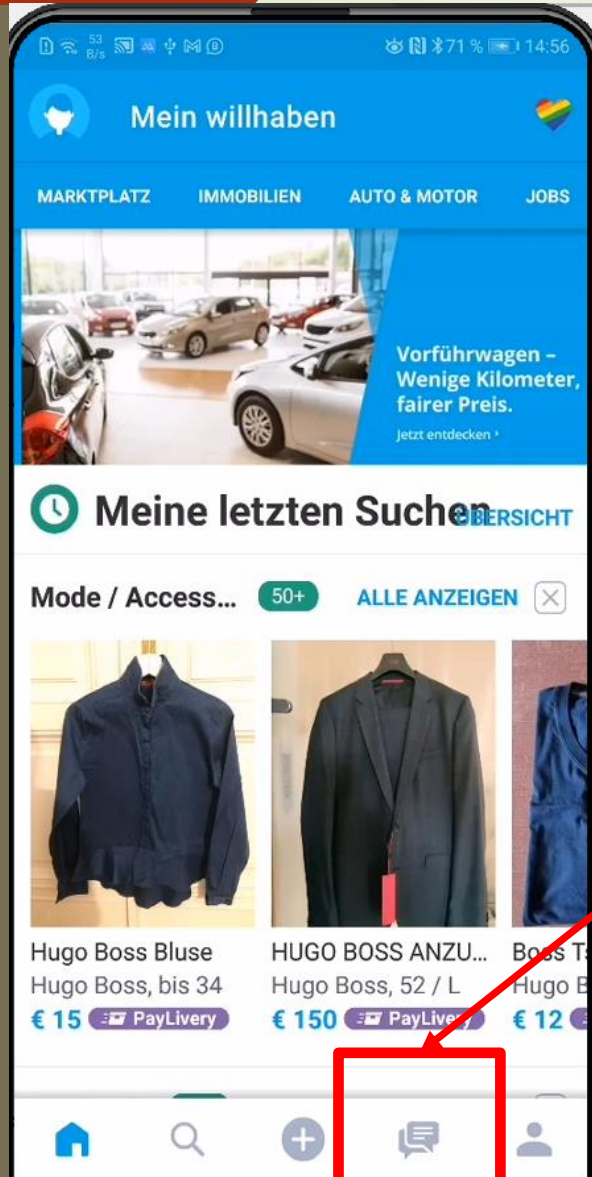 53
B/s
71 % 14:56
Mein willhaben
MARKTPLATZ IMMOBILIEN AUTO & MOTOR JOBS
Vorführwagen –
Wenige Kilometer,
fairer Preis.
Jetzt entdecken ›
Meine letzten Suchen ÜBERSICHT
Mode / Access... 50+ ALLE ANZEIGEN
Hugo Boss Bluse
Hugo Boss, bis 34
€ 15 PayLivery
HUGO BOSS ANZU...
Hugo Boss, 52 / L
€ 150 PayLivery
Boss
Hugo
€ 12